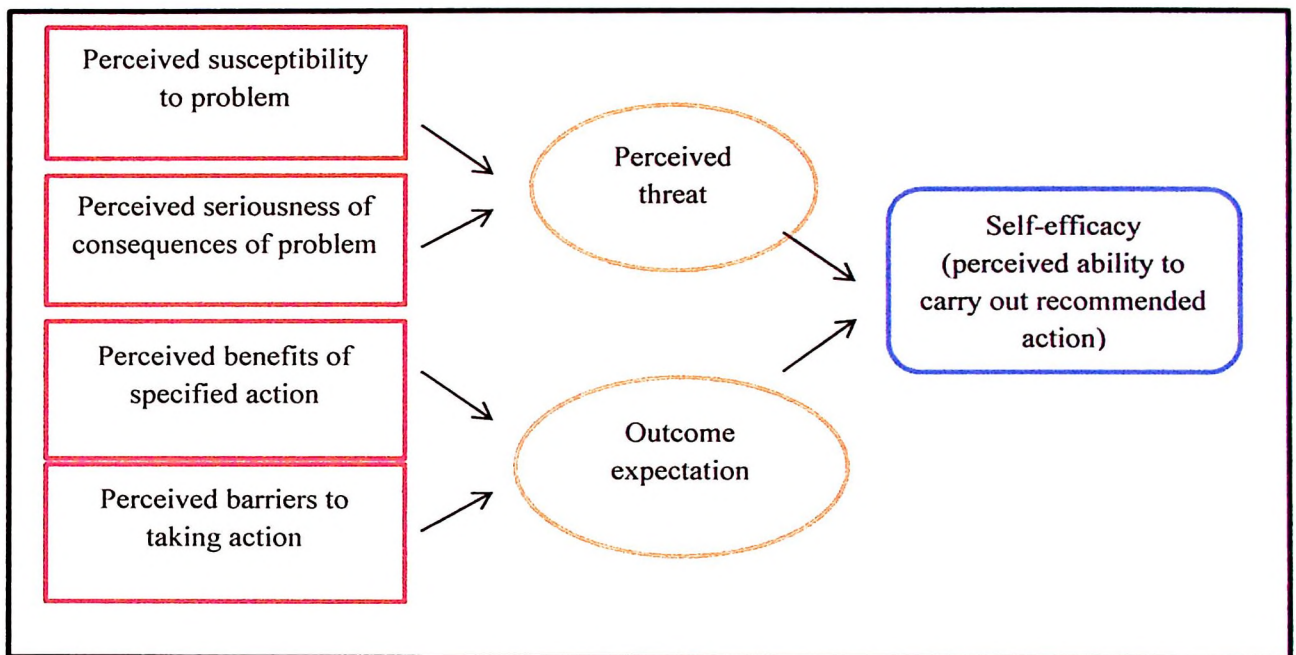 Perceived susceptibility
to problem
Perceived seriousness of
consequences of problem
Perceived benefits of
specified action
Perceived barriers to
taking action
Perceived
threat
Outcome
expectation
Self-efficacy
(perceived ability to
carry out recommended
action)